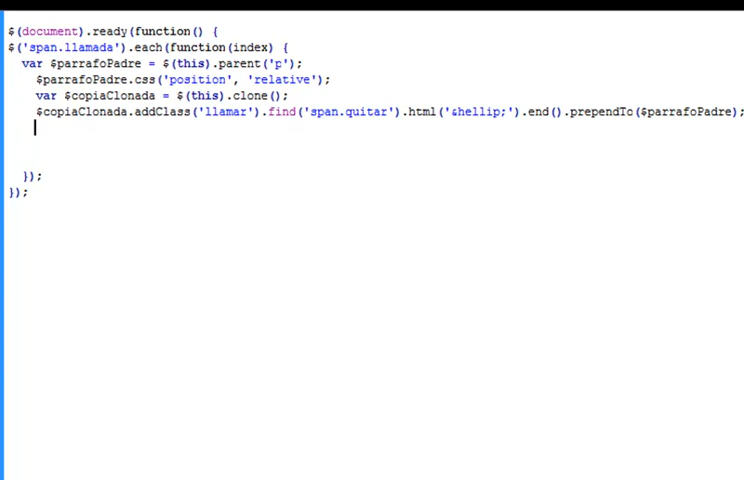 $(document).ready(function() {
$('span.llamada').each(function(index) {
var $parrafoPadre = $(this).parent('p');
$parrafoPadre.css('position', 'relative');
var $copiaClonada = $(this).clone();
$copiaClonada.addClass('llamar').find('span.quitar').html('&hellip;').end().prependTo($parrafoPadre);
});
});